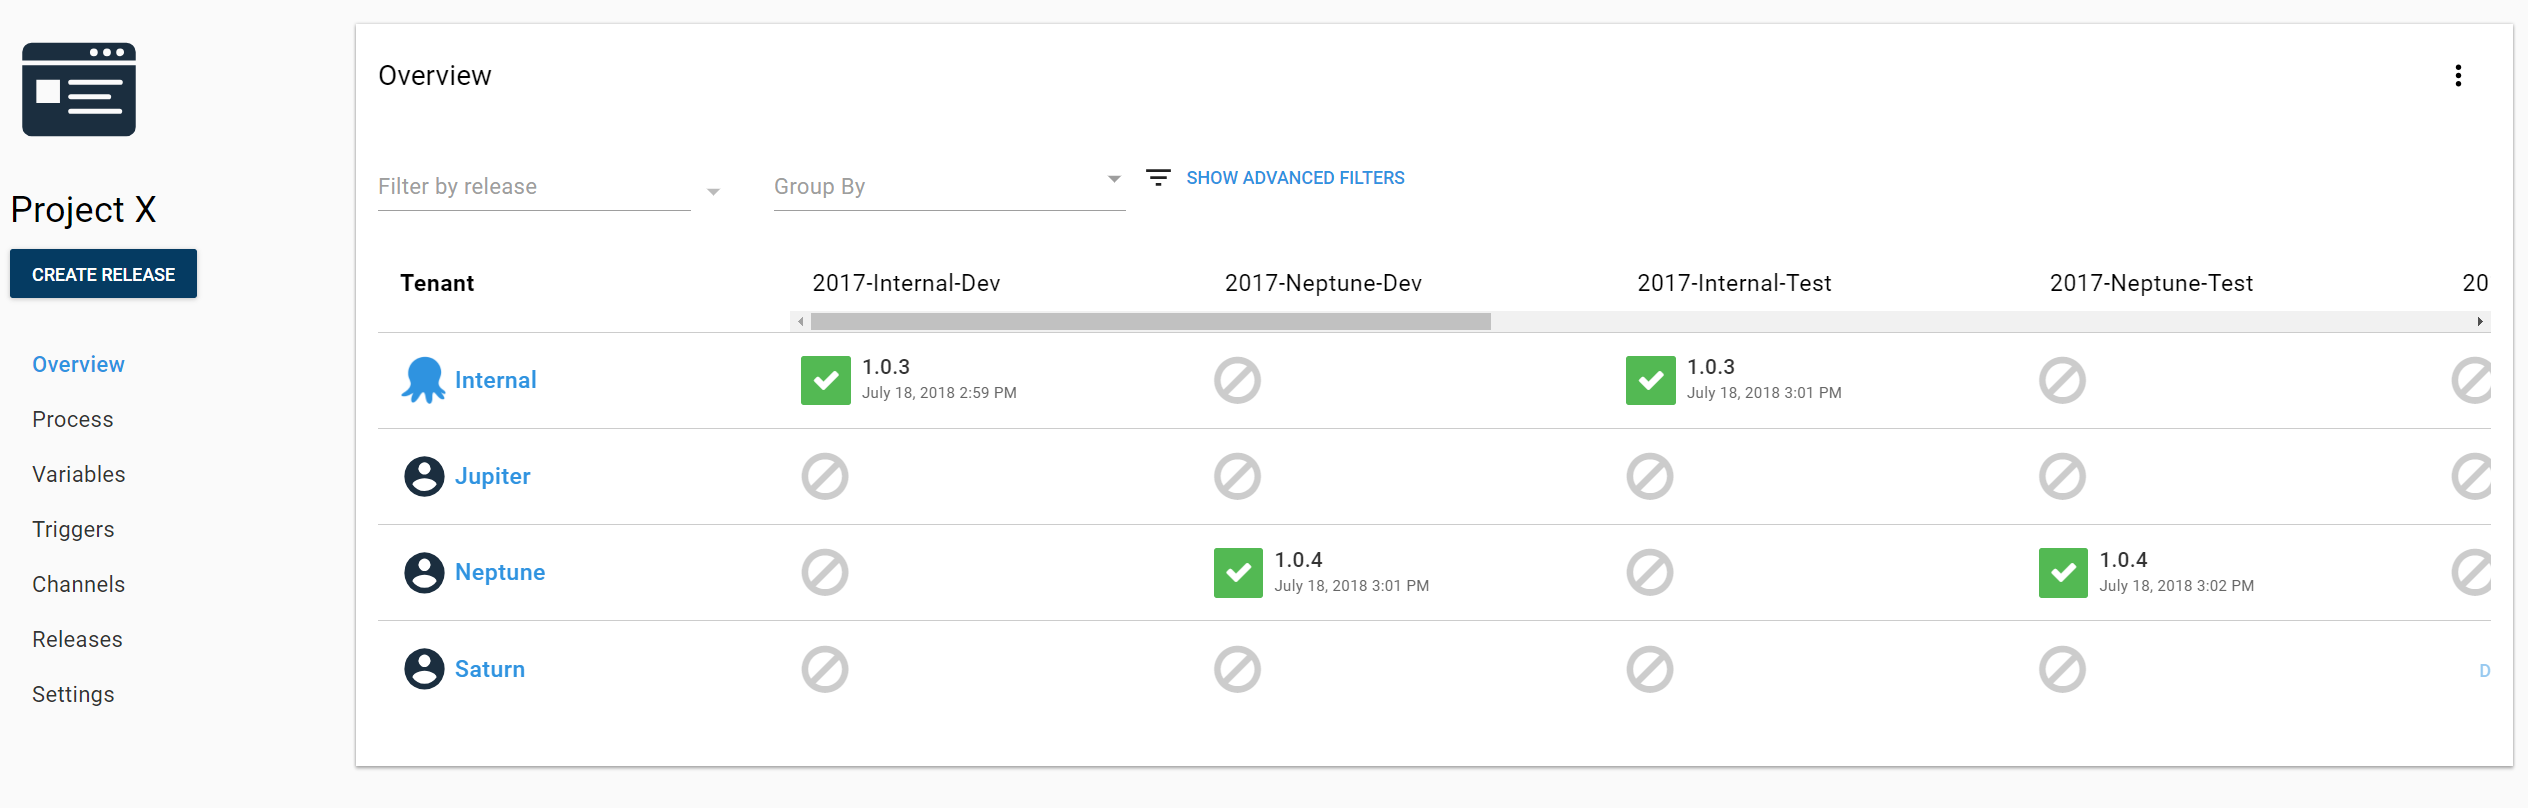 Project X
CREATE RELEASE
Overview
Process
Variables
Triggers
Channels
Releases
Settings
Overview
Filter by release
Group By
SHOW ADVANCED FILTERS
Tenant 2017-Internal-Dev 2017-Neptune-Dev 2017-Internal-Test 2017-Neptune-Test 20
Internal
1.0.3
July 18, 2018 2:59 PM
1.0.3
July 18, 2018 3:01 PM
Jupiter
Neptune
1.0.4
July 18, 2018 3:01 PM
1.0.4
July 18, 2018 3:02 PM
Saturn
D